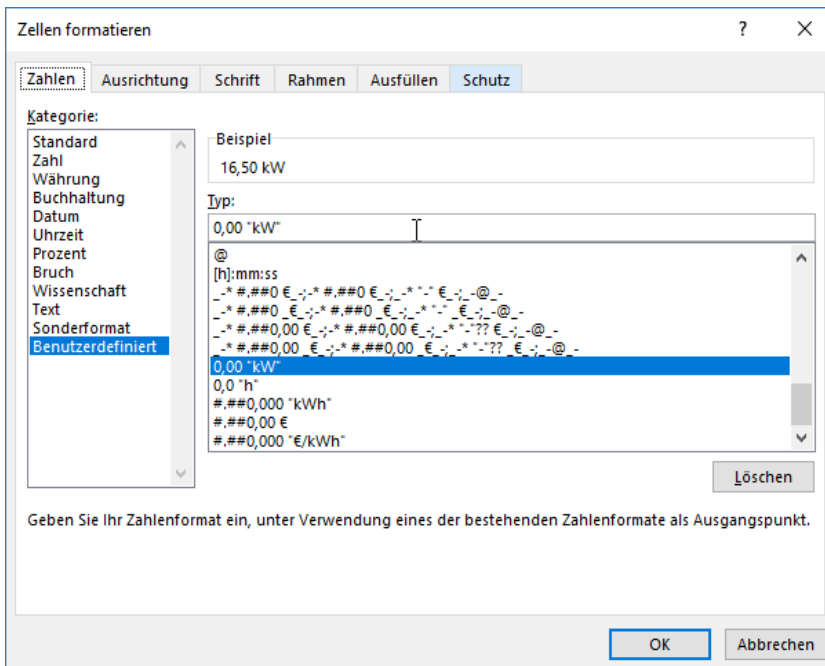 Zellen formatieren ? ×
Zahlen Ausrichtung Schrift Rahmen Ausfüllen Schutz
Kategorie:
Standard
Zahl
Währung
Buchhaltung
Datum
Uhrzeit
Prozent
Bruch
Wissenschaft
Text
Sonderformat
Benutzerdefiniert
Beispiel
16,50 kW
Typ:
0,00 "kW"
@
[h]:mm:ss
_-* #.##0 €_-;-* #.##0 €_-;_-* "-" €_-;_-@_-
_-* #.##0 _€_-;-* #.##0 _€_-;_-* "-" _€_-;_-@_-
_-* #.##0,00 €_-;-* #.##0,00 €_-;_-* "-"?? €_-;_-@_-
_-* #.##0,00 _€_-;-* #.##0,00 _€_-;_-* "-"?? _€_-;_-@_-
0,00 "kW"
0,0 "h"
#.##0,000 "kWh"
#.##0,00 €
#.##0,000 "€/kWh"
Löschen
Geben Sie Ihr Zahlenformat ein, unter Verwendung eines der bestehenden Zahlenformate als Ausgangspunkt.
OK Abbrechen